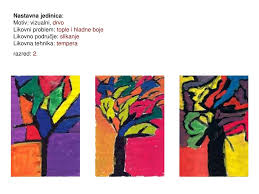 Nastavna jedinica:
Motiv: vizualni, drvo
Likovni problem: tople i hladne boje
Likovno područje: slikanje
Likovna tehnika: tempera
razred: 2.